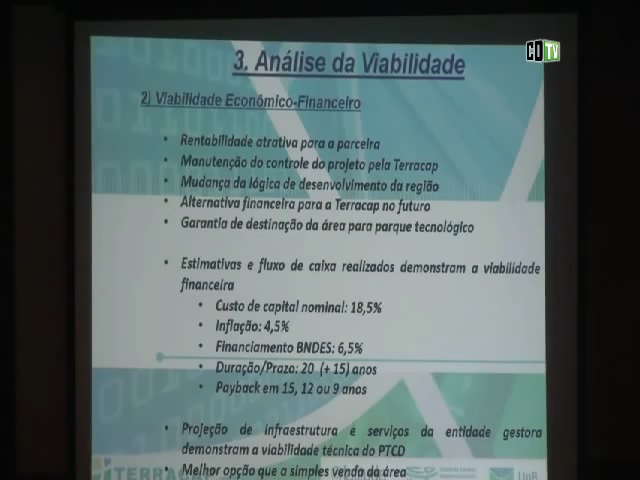 CDTV
3. Análise da Viabilidade
2) Viabilidade Econômico-Financeiro
• Rentabilidade atrativa para a parceira
• Manutenção do controle do projeto pela Terracap
• Mudança da lógica de desenvolvimento da região
• Alternativa financeira para a Terracap no futuro
• Garantia de destinação da área para parque tecnológico
• Estimativas e fluxo de caixa realizados demonstram a viabilidade
financeira
• Custo de capital nominal: 18,5%
• Inflação: 4,5%
• Financiamento BNDES: 6,5%
• Duração/Prazo: 20 (+ 15) anos
• Payback em 15, 12 ou 9 anos
• Projeção de infraestrutura e serviços da entidade gestora
demonstram a viabilidade técnica do PTCD
• Melhor opção que a simples venda da área
TERRACAP
UnB